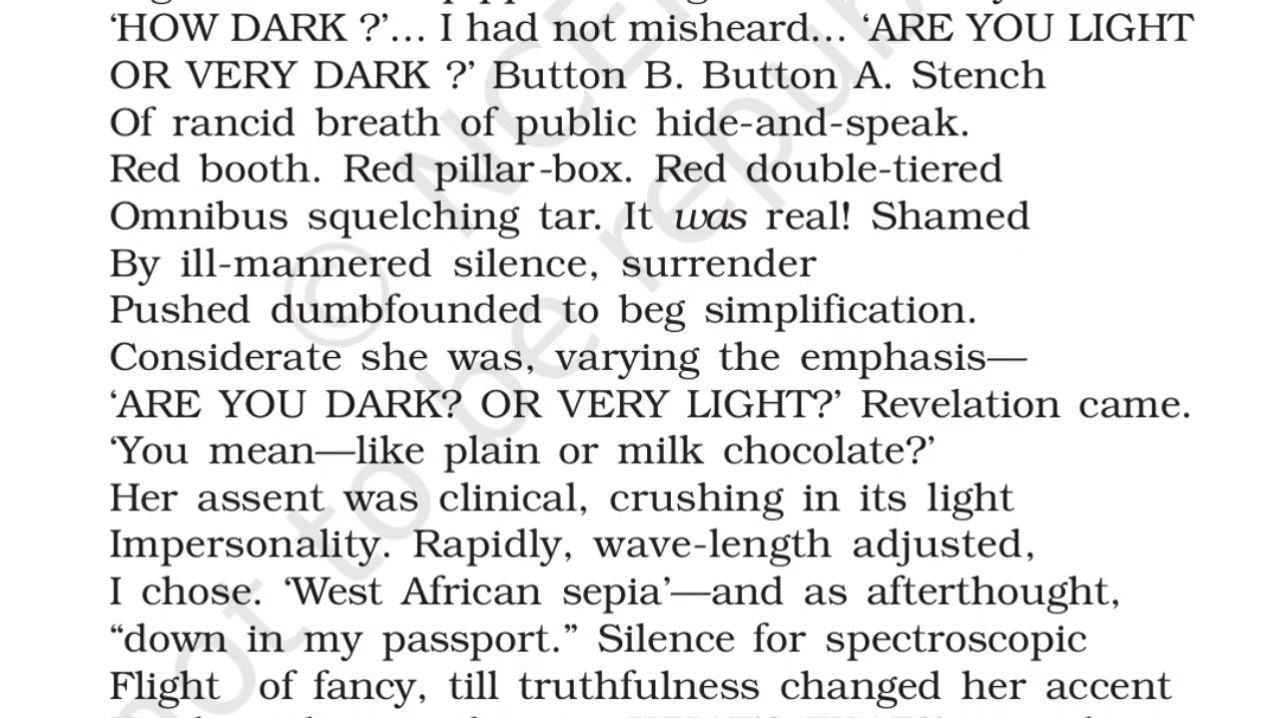 ‘HOW DARK ?’... I had not misheard... ‘ARE YOU LIGHT
OR VERY DARK ?’ Button B. Button A. Stench
Of rancid breath of public hide-and-speak.
Red booth. Red pillar-box. Red double-tiered
Omnibus squelching tar. It was real! Shamed
By ill-mannered silence, surrender
Pushed dumbfounded to beg simplification.
Considerate she was, varying the emphasis—
‘ARE YOU DARK? OR VERY LIGHT?’ Revelation came.
‘You mean—like plain or milk chocolate?’
Her assent was clinical, crushing in its light
Impersonality. Rapidly, wave-length adjusted,
I chose. ‘West African sepia’—and as afterthought,
“down in my passport.” Silence for spectroscopic
Flight of fancy, till truthfulness changed her accent